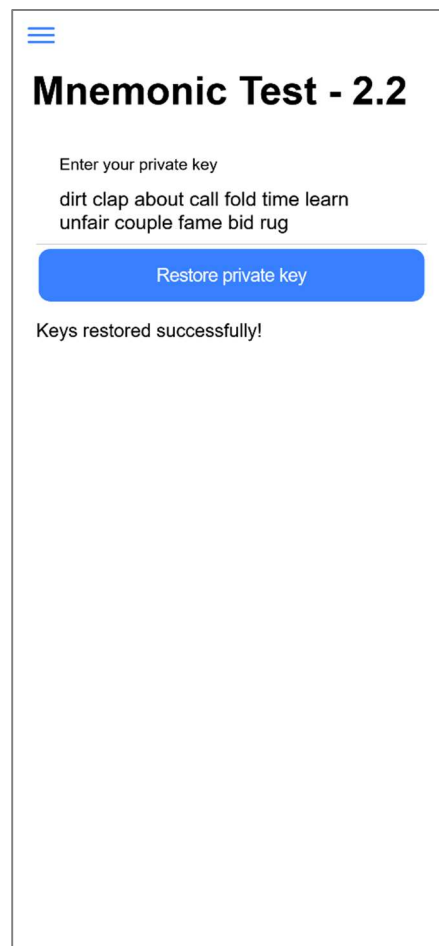 Mnemonic Test - 2.2
Enter your private key
dirt clap about call fold time learn
unfair couple fame bid rug
Restore private key
Keys restored successfully!